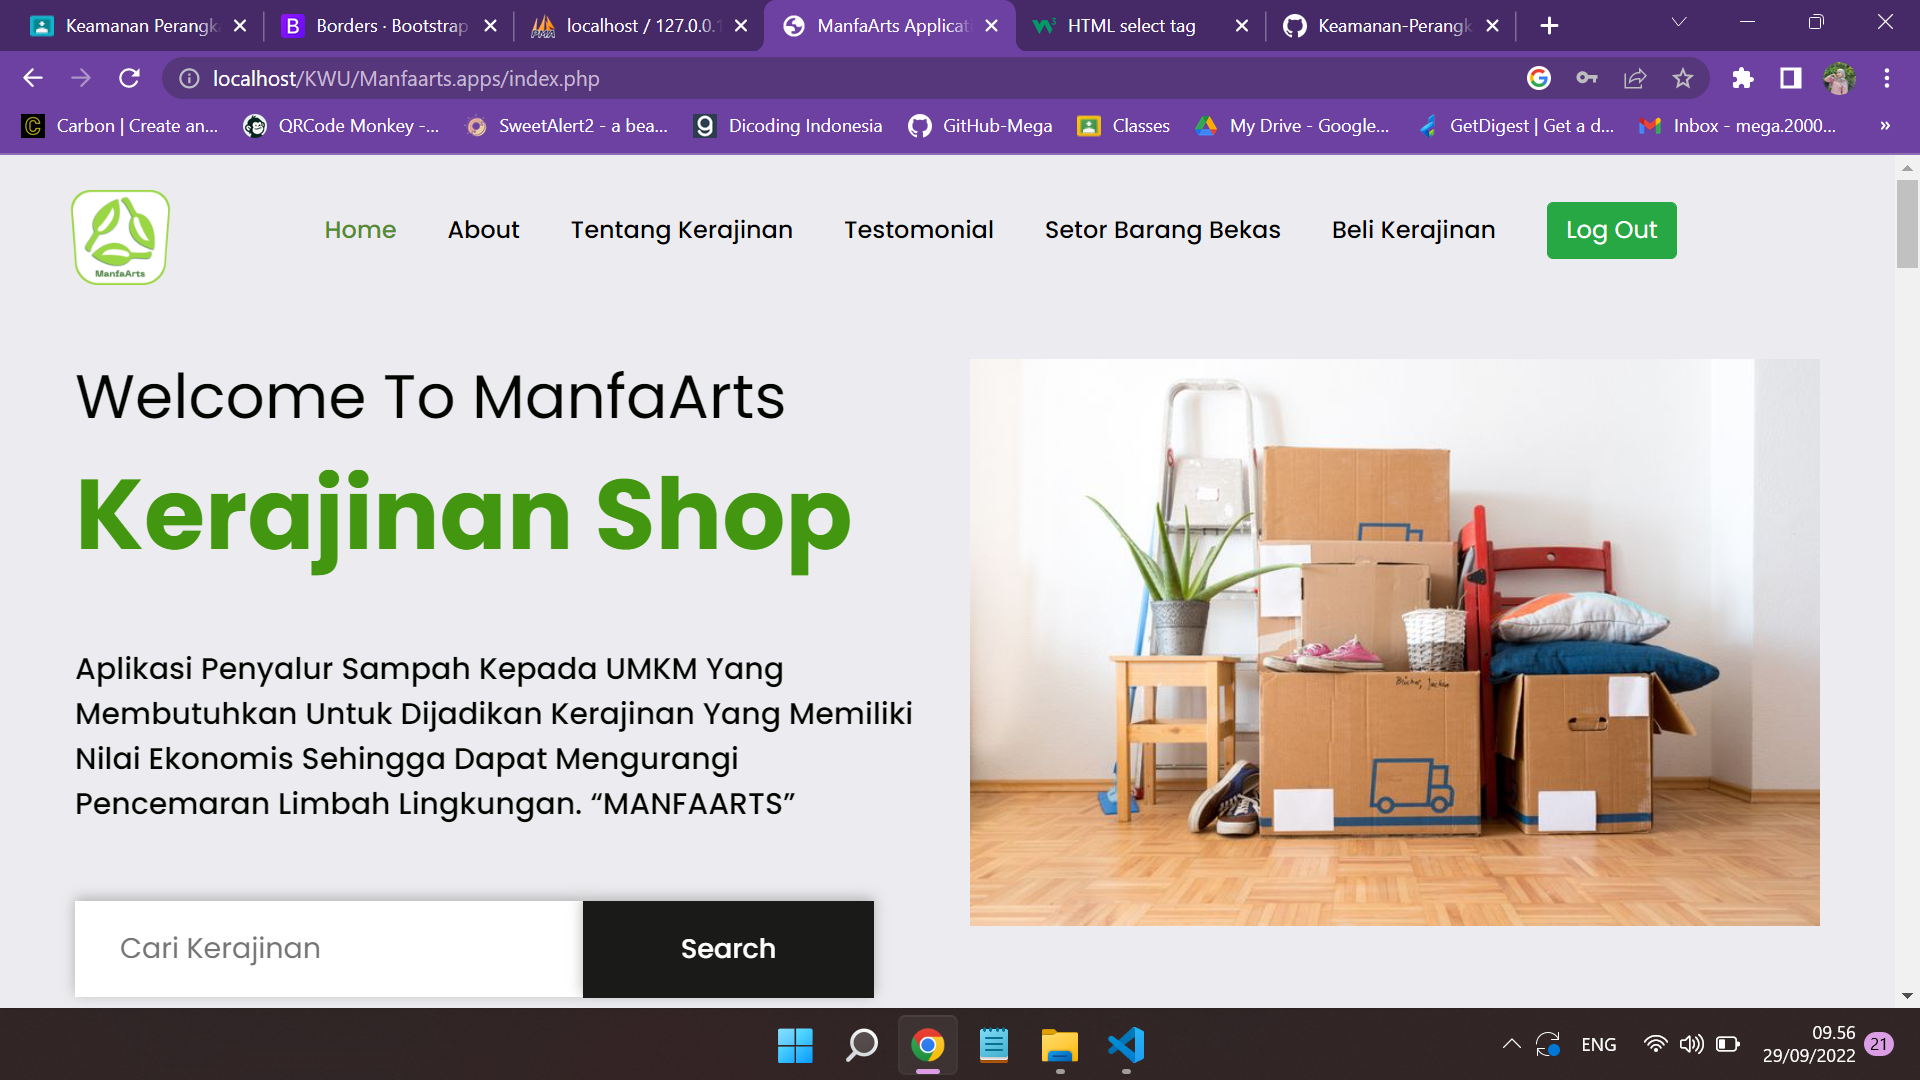 Keamanan Perangk
Borders · Bootstrap
localhost / 127.0.0.1
ManfaArts Applicati
HTML select tag
Keamanan-Perangk
localhost/KWU/Manfaarts.apps/index.php
Carbon | Create an...
QRCode Monkey -...
SweetAlert2 - a bea...
Dicoding Indonesia
GitHub-Mega
Classes
My Drive - Google...
GetDigest | Get a d...
Inbox - mega.2000...
»
ManfaArts
Home
About
Tentang Kerajinan
Testomonial
Setor Barang Bekas
Beli Kerajinan
Log Out
Welcome To ManfaArts
Kerajinan Shop
Aplikasi Penyalur Sampah Kepada UMKM Yang
Membutuhkan Untuk Dijadikan Kerajinan Yang Memiliki
Nilai Ekonomis Sehingga Dapat Mengurangi
Pencemaran Limbah Lingkungan. “MANFAARTS”
Cari Kerajinan
Search
ENG
09.56
29/09/2022
21